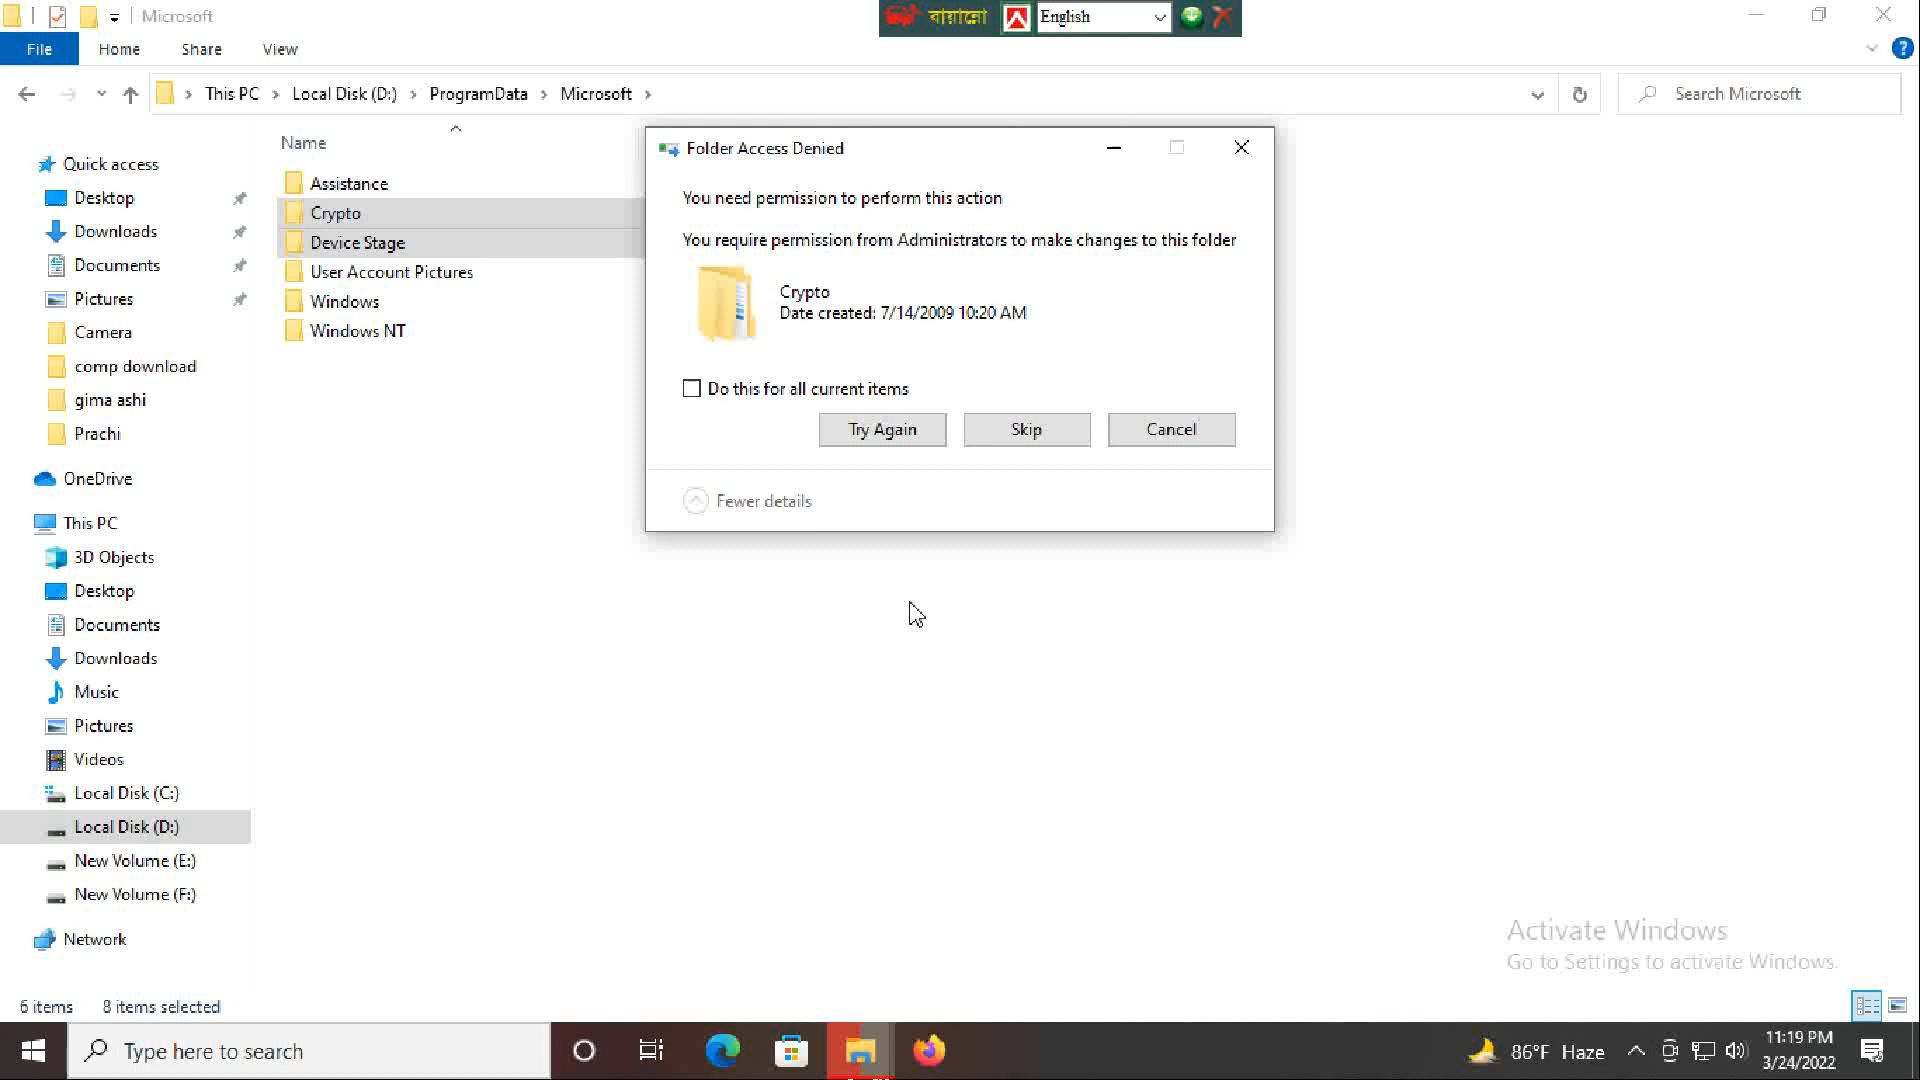 Microsoft
বায়ান্নো
English
File
Home
Share
View
This PC
Local Disk (D:)
ProgramData
Microsoft
Search Microsoft
Name
Quick access
Desktop
Downloads
Documents
Pictures
Camera
comp download
gima ashi
Prachi
OneDrive
This PC
3D Objects
Desktop
Documents
Downloads
Music
Pictures
Videos
Local Disk (C:)
Local Disk (D:)
New Volume (E:)
New Volume (F:)
Network
Assistance
Crypto
Device Stage
User Account Pictures
Windows
Windows NT
Folder Access Denied
You need permission to perform this action
You require permission from Administrators to make changes to this folder
Crypto
Date created: 7/14/2009 10:20 AM
Do this for all current items
Try Again
Skip
Cancel
Fewer details
Activate Windows
Go to Settings to activate Windows.
6 items
8 items selected
Type here to search
86°F Haze
11:19 PM
3/24/2022